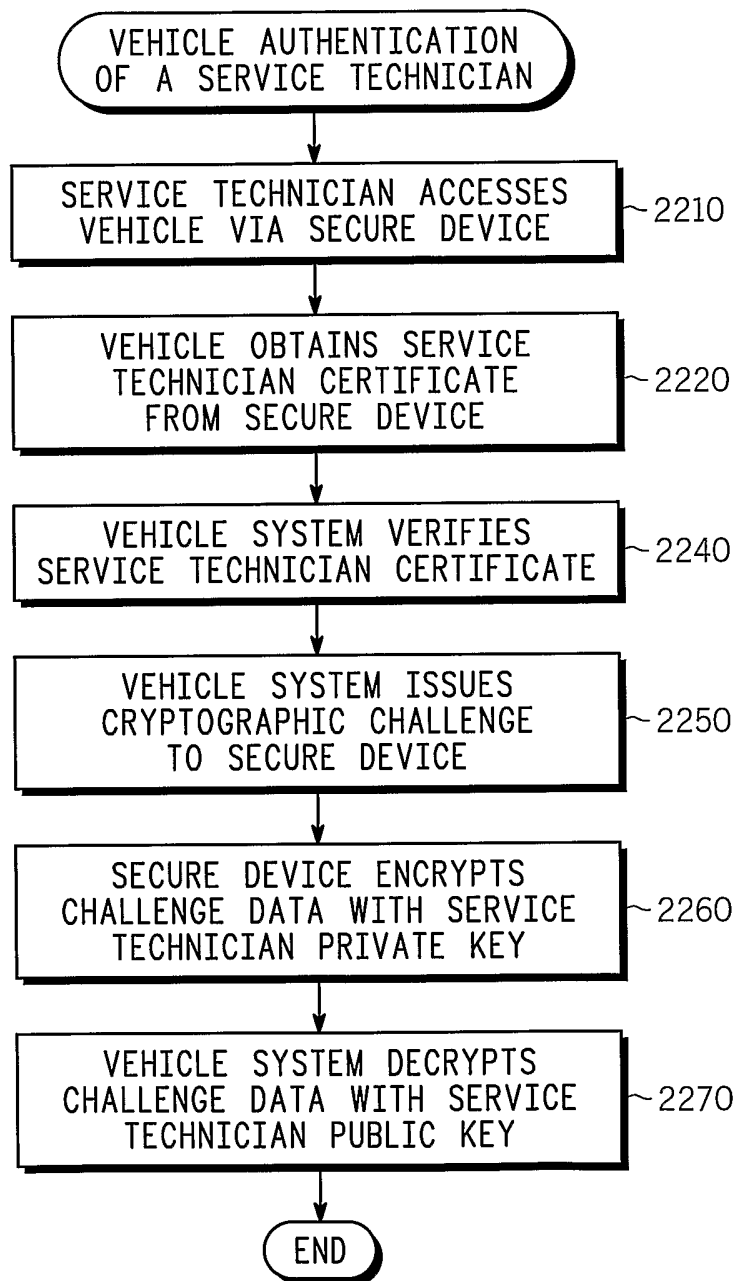 VEHICLE AUTHENTICATION
OF A SERVICE TECHNICIAN
SERVICE TECHNICIAN ACCESSES
VEHICLE VIA SECURE DEVICE
2210
VEHICLE OBTAINS SERVICE
TECHNICIAN CERTIFICATE
FROM SECURE DEVICE
2220
VEHICLE SYSTEM VERIFIES
SERVICE TECHNICIAN CERTIFICATE
2240
VEHICLE SYSTEM ISSUES
CRYPTOGRAPHIC CHALLENGE
TO SECURE DEVICE
2250
SECURE DEVICE ENCRYPTS
CHALLENGE DATA WITH SERVICE
TECHNICIAN PRIVATE KEY
2260
VEHICLE SYSTEM DECRYPTS
CHALLENGE DATA WITH SERVICE
TECHNICIAN PUBLIC KEY
2270
END